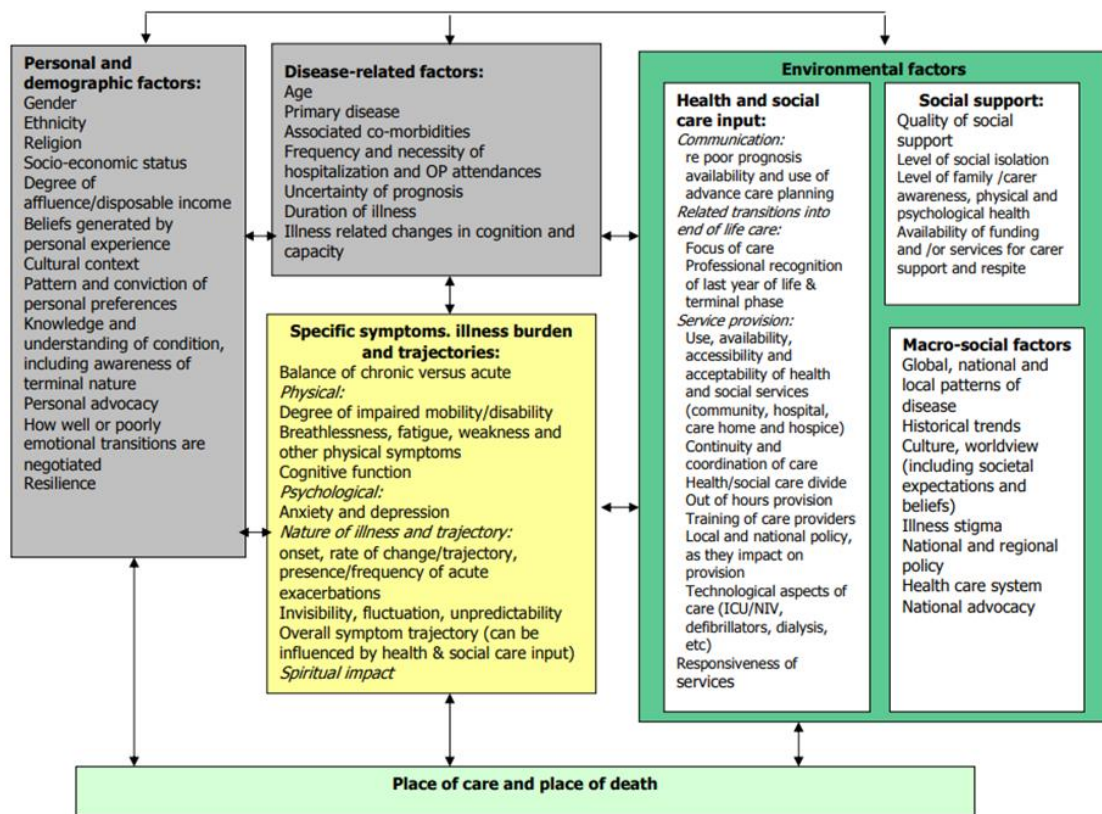 Personal and
demographic factors:
Gender
Ethnicity
Religion
Socio-economic status
Degree of
affluence/disposable income
Beliefs generated by
personal experience
Cultural context
Pattern and conviction of
personal preferences
Knowledge and
understanding of condition,
including awareness of
terminal nature
Personal advocacy
How well or poorly
emotional transitions are
negotiated
Resilience
Disease-related factors:
Age
Primary disease
Associated co-morbidities
Frequency and necessity of
hospitalization and OP attendances
Uncertainty of prognosis
Duration of illness
Illness related changes in cognition and
capacity
Specific symptoms. illness burden
and trajectories:
Balance of chronic versus acute
Physical:
Degree of impaired mobility/disability
Breathlessness, fatigue, weakness and
other physical symptoms
Cognitive function
Psychological:
Anxiety and depression
Nature of illness and trajectory:
onset, rate of change/trajectory,
presence/frequency of acute
exacerbations
Invisibility, fluctuation, unpredictability
Overall symptom trajectory (can be
influenced by health & social care input)
Spiritual impact
Environmental factors
Health and social
care input:
Communication:
re poor prognosis
availability and use of
advance care planning
Related transitions into
end of life care:
Focus of care
Professional recognition
of last year of life &
terminal phase
Service provision:
Use, availability,
accessibility and
acceptability of health
and social services
(community, hospital,
care home and hospice)
Continuity and
coordination of care
Health/social care divide
Out of hours provision
Training of care providers
Local and national policy,
as they impact on
provision
Technological aspects of
care (ICU/NIV,
defibrillators, dialysis,
etc)
Responsiveness of
services
Social support:
Quality of social
support
Level of social isolation
Level of family /carer
awareness, physical and
psychological health
Availability of funding
and /or services for carer
support and respite
Macro-social factors
Global, national and
local patterns of
disease
Historical trends
Culture, worldview
(including societal
expectations and
beliefs)
Illness stigma
National and regional
policy
Health care system
National advocacy
Place of care and place of death